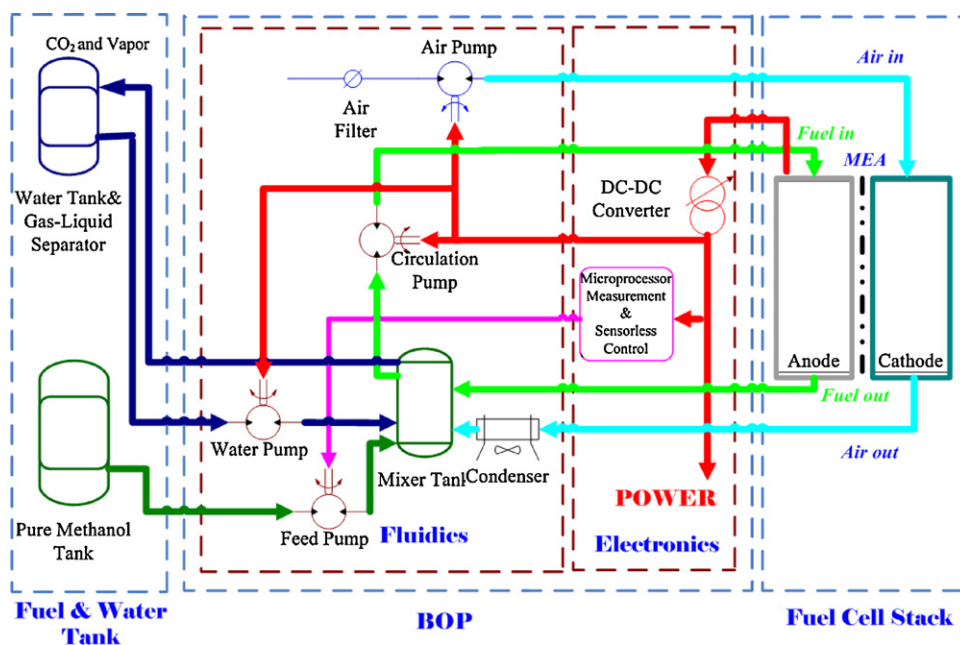 CO2 and Vapor
Water Tank&
Gas-Liquid
Separator
Pure Methanol
Tank
Fuel & Water
Tank
Air Pump
Air
Filter
Circulation
Pump
Water Pump
Mixer Tank
Condenser
Feed Pump
Fluidics
BOP
DC-DC
Converter
Microprocessor
Measurement
&
Sensorless
Control
POWER
Electronics
Air in
Fuel in
MEA
Anode
Cathode
Fuel out
Air out
Fuel Cell Stack